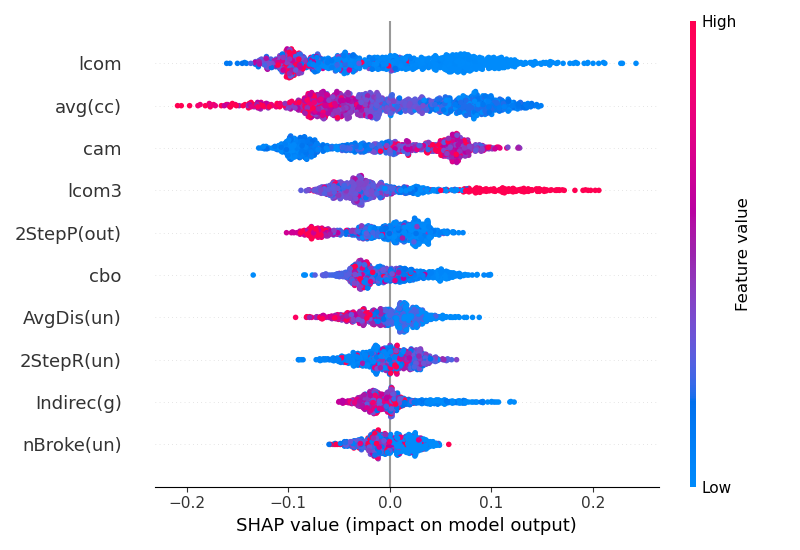 High
lcom
avg(cc)
cam
lcom3
2StepP(out)
cbo
AvgDis(un)
2StepR(un)
Indirec(g)
nBroke(un)
Feature value
Low
−0.2 −0.1 0.0 0.1 0.2
SHAP value (impact on model output)